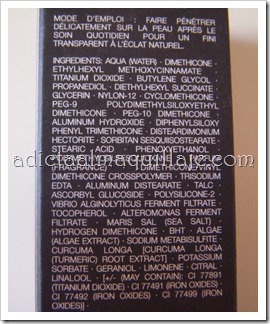 MODE D'EMPLOI : FAIRE PÉNÉTRER
DÉLICATEMENT SUR LA PEAU APRÈS LE
SOIN QUOTIDIEN POUR UN FINI
TRANSPARENT À L'ÉCLAT NATUREL.
INGREDIENTS: AQUA (WATER) · DIMETHICONE ·
ETHYLHEXYL METHOXYCINNAMATE ·
TITANIUM DIOXIDE · BUTYLENE GLYCOL ·
PROPANEDIOL · DIETHYLHEXYL SUCCINATE ·
GLYCERIN · NYLON-12 · CYCLOMETHICONE ·
PEG-9 POLYDIMETHYLSILOXYETHYL
DIMETHICONE · PEG-10 DIMETHICONE ·
ALUMINUM HYDROXIDE · DIPHENYLSILOXY
PHENYL TRIMETHICONE · DISTEARDIMONIUM
HECTORITE · SORBITAN SESQUIOSTEARATE ·
STEARIC ACID · PHENOXYETHANOL ·
adictaalmaquillaje.com
(FRAGRANCE) · DIMETHICONE/VINYL
DIMETHICONE CROSSPOLYMER · TRISODIUM
EDTA · ALUMINUM DISTEARATE · TALC ·
ASCORBYL GLUCOSIDE · POLYSILICONE-2 ·
VIBRIO ALGINOLYTICUS FERMENT FILTRATE ·
TOCOPHEROL · ALTEROMONAS FERMENT
FILTRATE · MARIS SAL (SEA SALT) ·
HYDROGEN DIMETHICONE · BHT · ALGAE
(ALGAE EXTRACT) · SODIUM METABISULFITE ·
CURCUMA LONGA [CURCUMA LONGA
(TURMERIC) ROOT EXTRACT] · POTASSIUM
SORBATE · GERANIOL · LIMONENE · CITRAL ·
LINALOOL · [+/- (MAY CONTAIN): CI 77891
(TITANIUM DIOXIDE) · CI 77491 (IRON OXIDES) ·
CI 77492 (IRON OXIDES) · CI 77499 (IRON
OXIDES)] ·